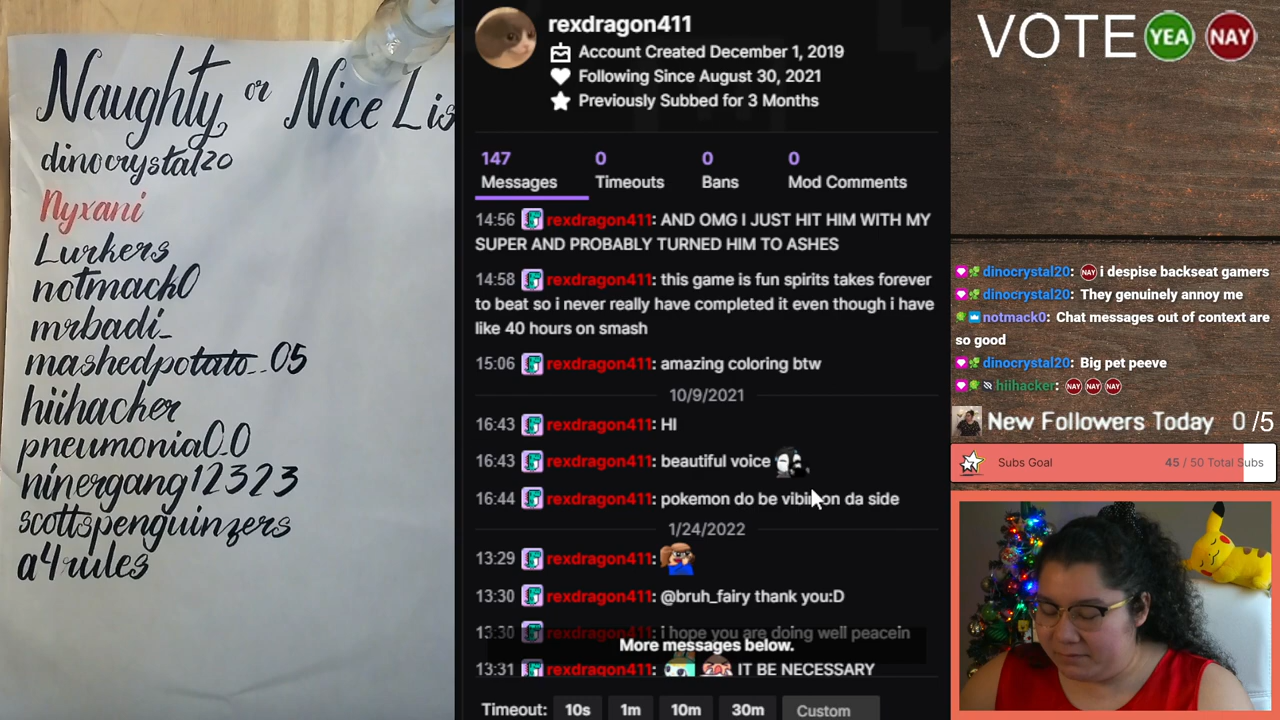 Naughty or Nice Lis
dinocrystal20
Nyxani
Lurkers
notmack0
mrbadi_
mashedpotato_05
hiihacker
pneumonia0_0
ninergang12323
scottspenguinzers
a4rules
rexdragon411
Account Created December 1, 2019
Following Since August 30, 2021
Previously Subbed for 3 Months
147 0 0 0
Messages Timeouts Bans Mod Comments
14:56 rexdragon411: AND OMG I JUST HIT HIM WITH MY
SUPER AND PROBABLY TURNED HIM TO ASHES
14:58 rexdragon411: this game is fun spirits takes forever
to beat so i never really have completed it even though i have
like 40 hours on smash
15:06 rexdragon411: amazing coloring btw
10/9/2021
16:43 rexdragon411: HI
16:43 rexdragon411: beautiful voice
16:44 rexdragon411: pokemon do be vibin on da side
1/24/2022
13:29 rexdragon411:
13:30 rexdragon411: @bruh_fairy thank you:D
13:30 rexdragon411: i hope you are doing well peacein
More messages below.
13:31 rexdragon411: IT BE NECESSARY
Timeout: 10s 1m 10m 30m Custom
VOTE YEA NAY
dinocrystal20: NAY i despise backseat gamers
dinocrystal20: They genuinely annoy me
notmack0: Chat messages out of context are
so good
dinocrystal20: Big pet peeve
hiihacker: NAY NAY NAY
New Followers Today 0 /5
Subs Goal 45 / 50 Total Subs